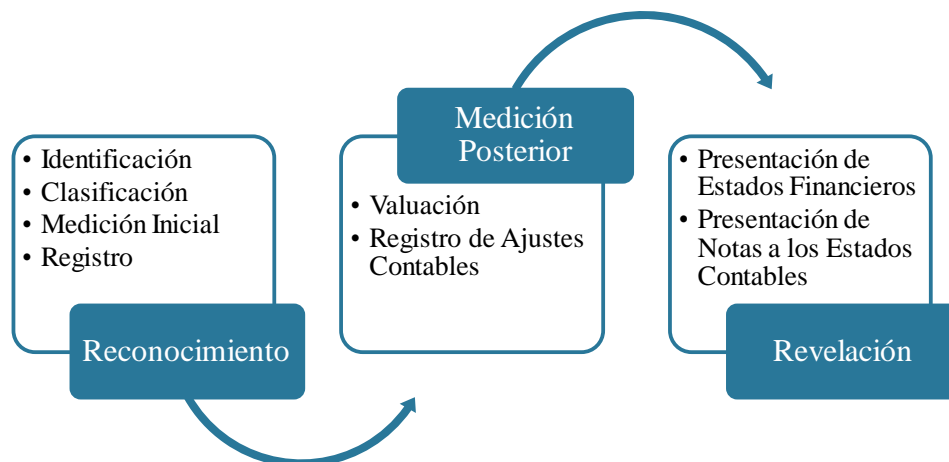 • Identificación
• Clasificación
• Medición Inicial
• Registro
Reconocimiento
Medición
Posterior
• Valuación
• Registro de Ajustes
Contables
• Presentación de
Estados Financieros
• Presentación de
Notas a los Estados
Contables
Revelación